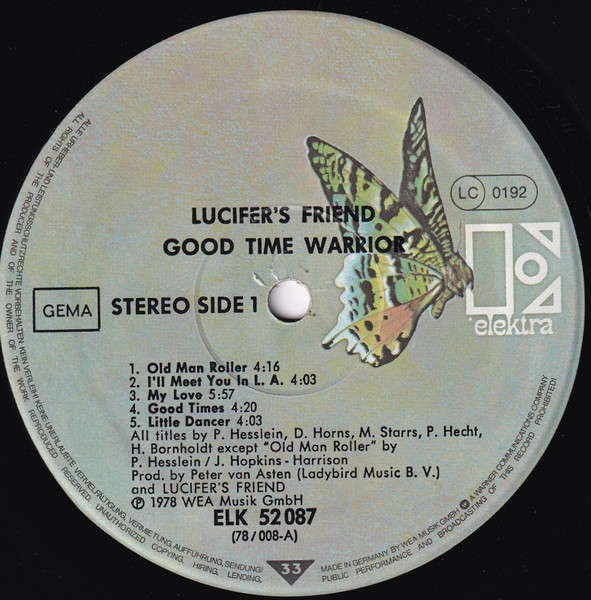 LUCIFER'S FRIEND
GOOD TIME WARRIOR
LC 0192
elektra
GEMA
STEREO SIDE 1
1. Old Man Roller 4:16
2. I'll Meet You In L. A. 4:03
3. My Love 5:57
4. Good Times 4:20
5. Little Dancer 4:03
All titles by P. Hesslein, D. Horns, M. Starrs, P. Hecht,
H. Bornholdt except "Old Man Roller" by
P. Hesslein / J. Hopkins - Harrison
Prod. by Peter van Asten (Ladybird Music B. V.)
and LUCIFER'S FRIEND
Ⓟ 1978 WEA Musik GmbH
ELK 52 087
(78 / 008-A)
33
ALLE URHEBER- UND LEISTUNGSSCHUTZRECHTE VORBEHALTEN. KEIN VERLEIH! KEINE UNERLAUBTE VERVIELFÄLTIGUNG, VERMIETUNG, AUFFÜHRUNG, SENDUNG!
ALL RIGHTS OF THE PRODUCER AND OF THE OWNER OF THE WORK REPRODUCED RESERVED. UNAUTHORIZED COPYING, HIRING, LENDING,
PUBLIC PERFORMANCE AND BROADCASTING OF THIS RECORD PROHIBITED!
MADE IN GERMANY BY WEA MUSIK GMBH A WARNER COMMUNICATIONS COMPANY